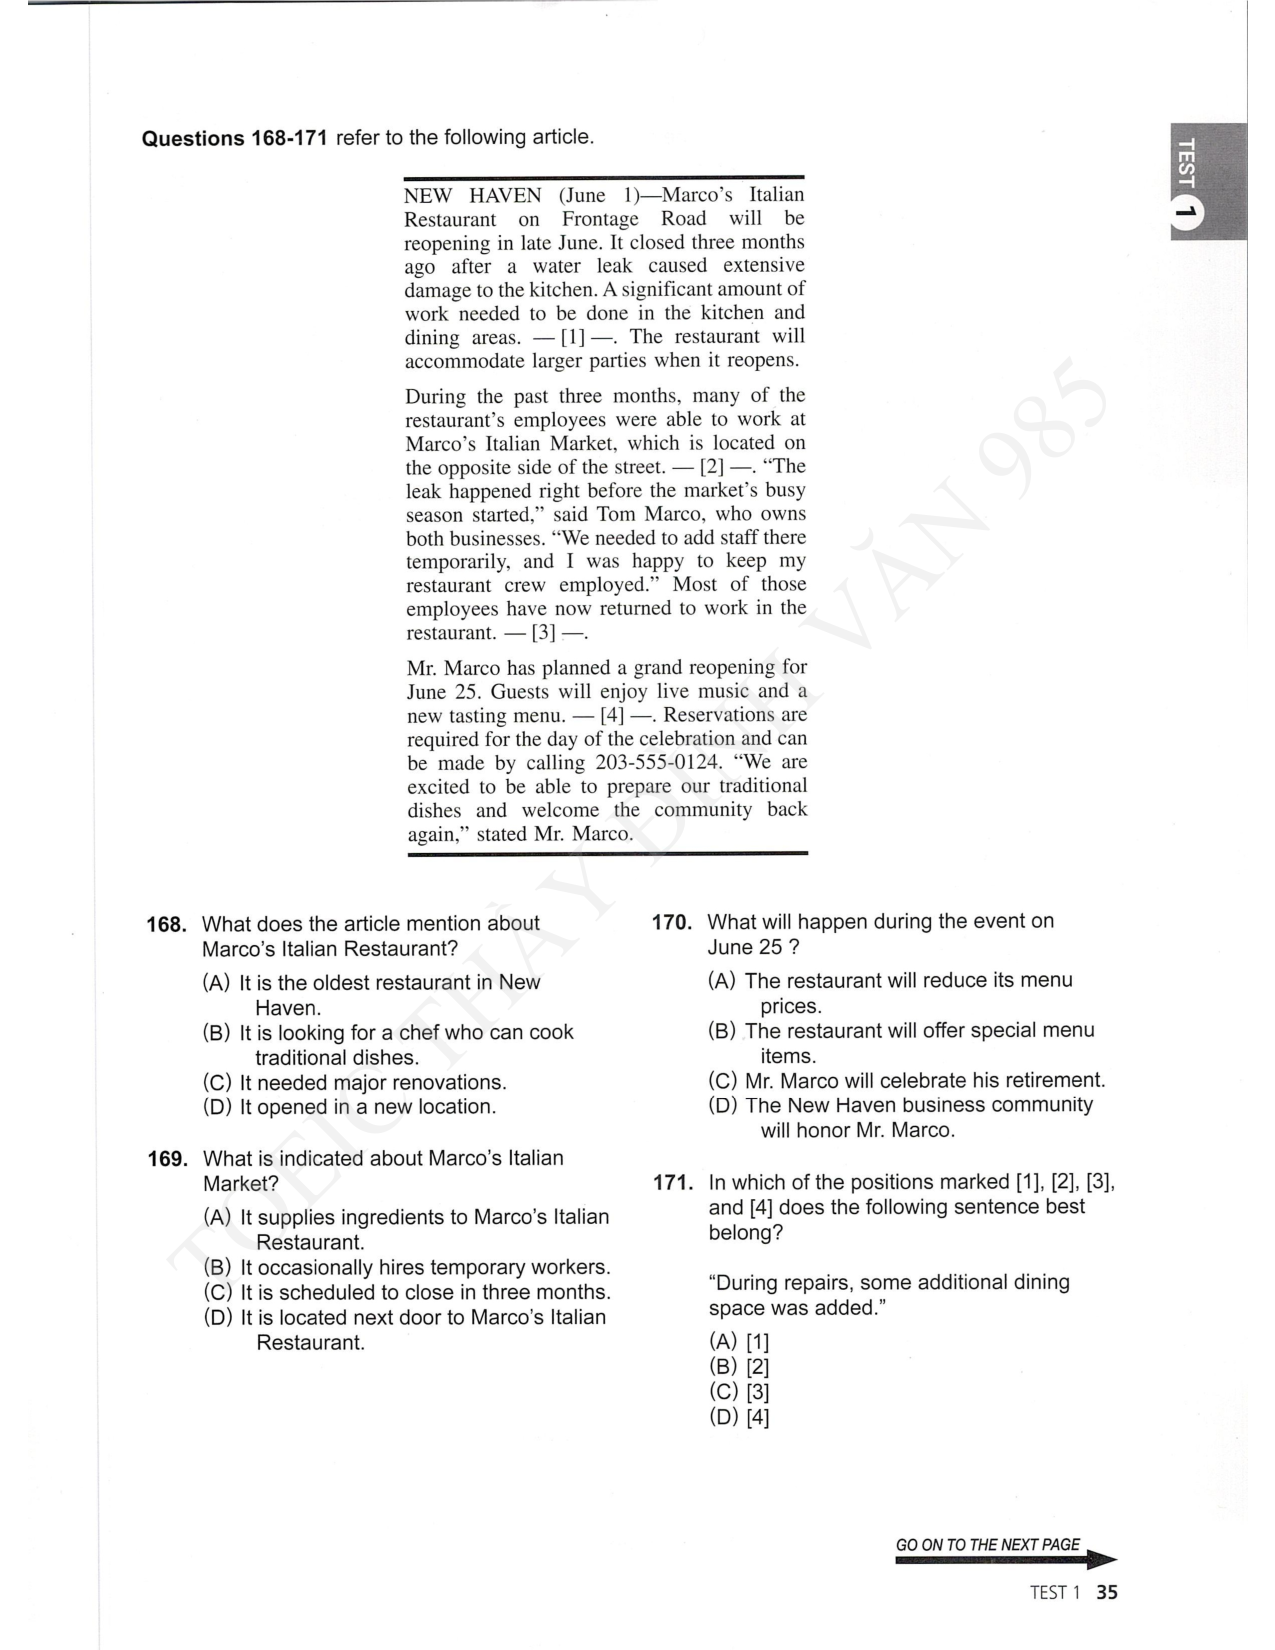 TEST 1
Questions 168-171 refer to the following article.
NEW HAVEN (June 1)—Marco's Italian
Restaurant on Frontage Road will be
reopening in late June. It closed three months
ago after a water leak caused extensive
damage to the kitchen. A significant amount of
work needed to be done in the kitchen and
dining areas. — [1] —. The restaurant will
accommodate larger parties when it reopens.
During the past three months, many of the
restaurant's employees were able to work at
Marco's Italian Market, which is located on
the opposite side of the street. — [2] —. “The
leak happened right before the market's busy
season started,” said Tom Marco, who owns
both businesses. “We needed to add staff there
temporarily, and I was happy to keep my
restaurant crew employed.” Most of those
employees have now returned to work in the
restaurant. — [3] —.
Mr. Marco has planned a grand reopening for
June 25. Guests will enjoy live music and a
new tasting menu. — [4] —. Reservations are
required for the day of the celebration and can
be made by calling 203-555-0124. “We are
excited to be able to prepare our traditional
dishes and welcome the community back
again,” stated Mr. Marco.
168. What does the article mention about
Marco's Italian Restaurant?
(A) It is the oldest restaurant in New
Haven.
(B) It is looking for a chef who can cook
traditional dishes.
(C) It needed major renovations.
(D) It opened in a new location.
169. What is indicated about Marco's Italian
Market?
(A) It supplies ingredients to Marco's Italian
Restaurant.
(B) It occasionally hires temporary workers.
(C) It is scheduled to close in three months.
(D) It is located next door to Marco's Italian
Restaurant.
170. What will happen during the event on
June 25 ?
(A) The restaurant will reduce its menu
prices.
(B) The restaurant will offer special menu
items.
(C) Mr. Marco will celebrate his retirement.
(D) The New Haven business community
will honor Mr. Marco.
171. In which of the positions marked [1], [2], [3],
and [4] does the following sentence best
belong?
“During repairs, some additional dining
space was added.”
(A) [1]
(B) [2]
(C) [3]
(D) [4]
GO ON TO THE NEXT PAGE
TEST 1 35
TOEIC THẦY ĐÌNH VĂN 985